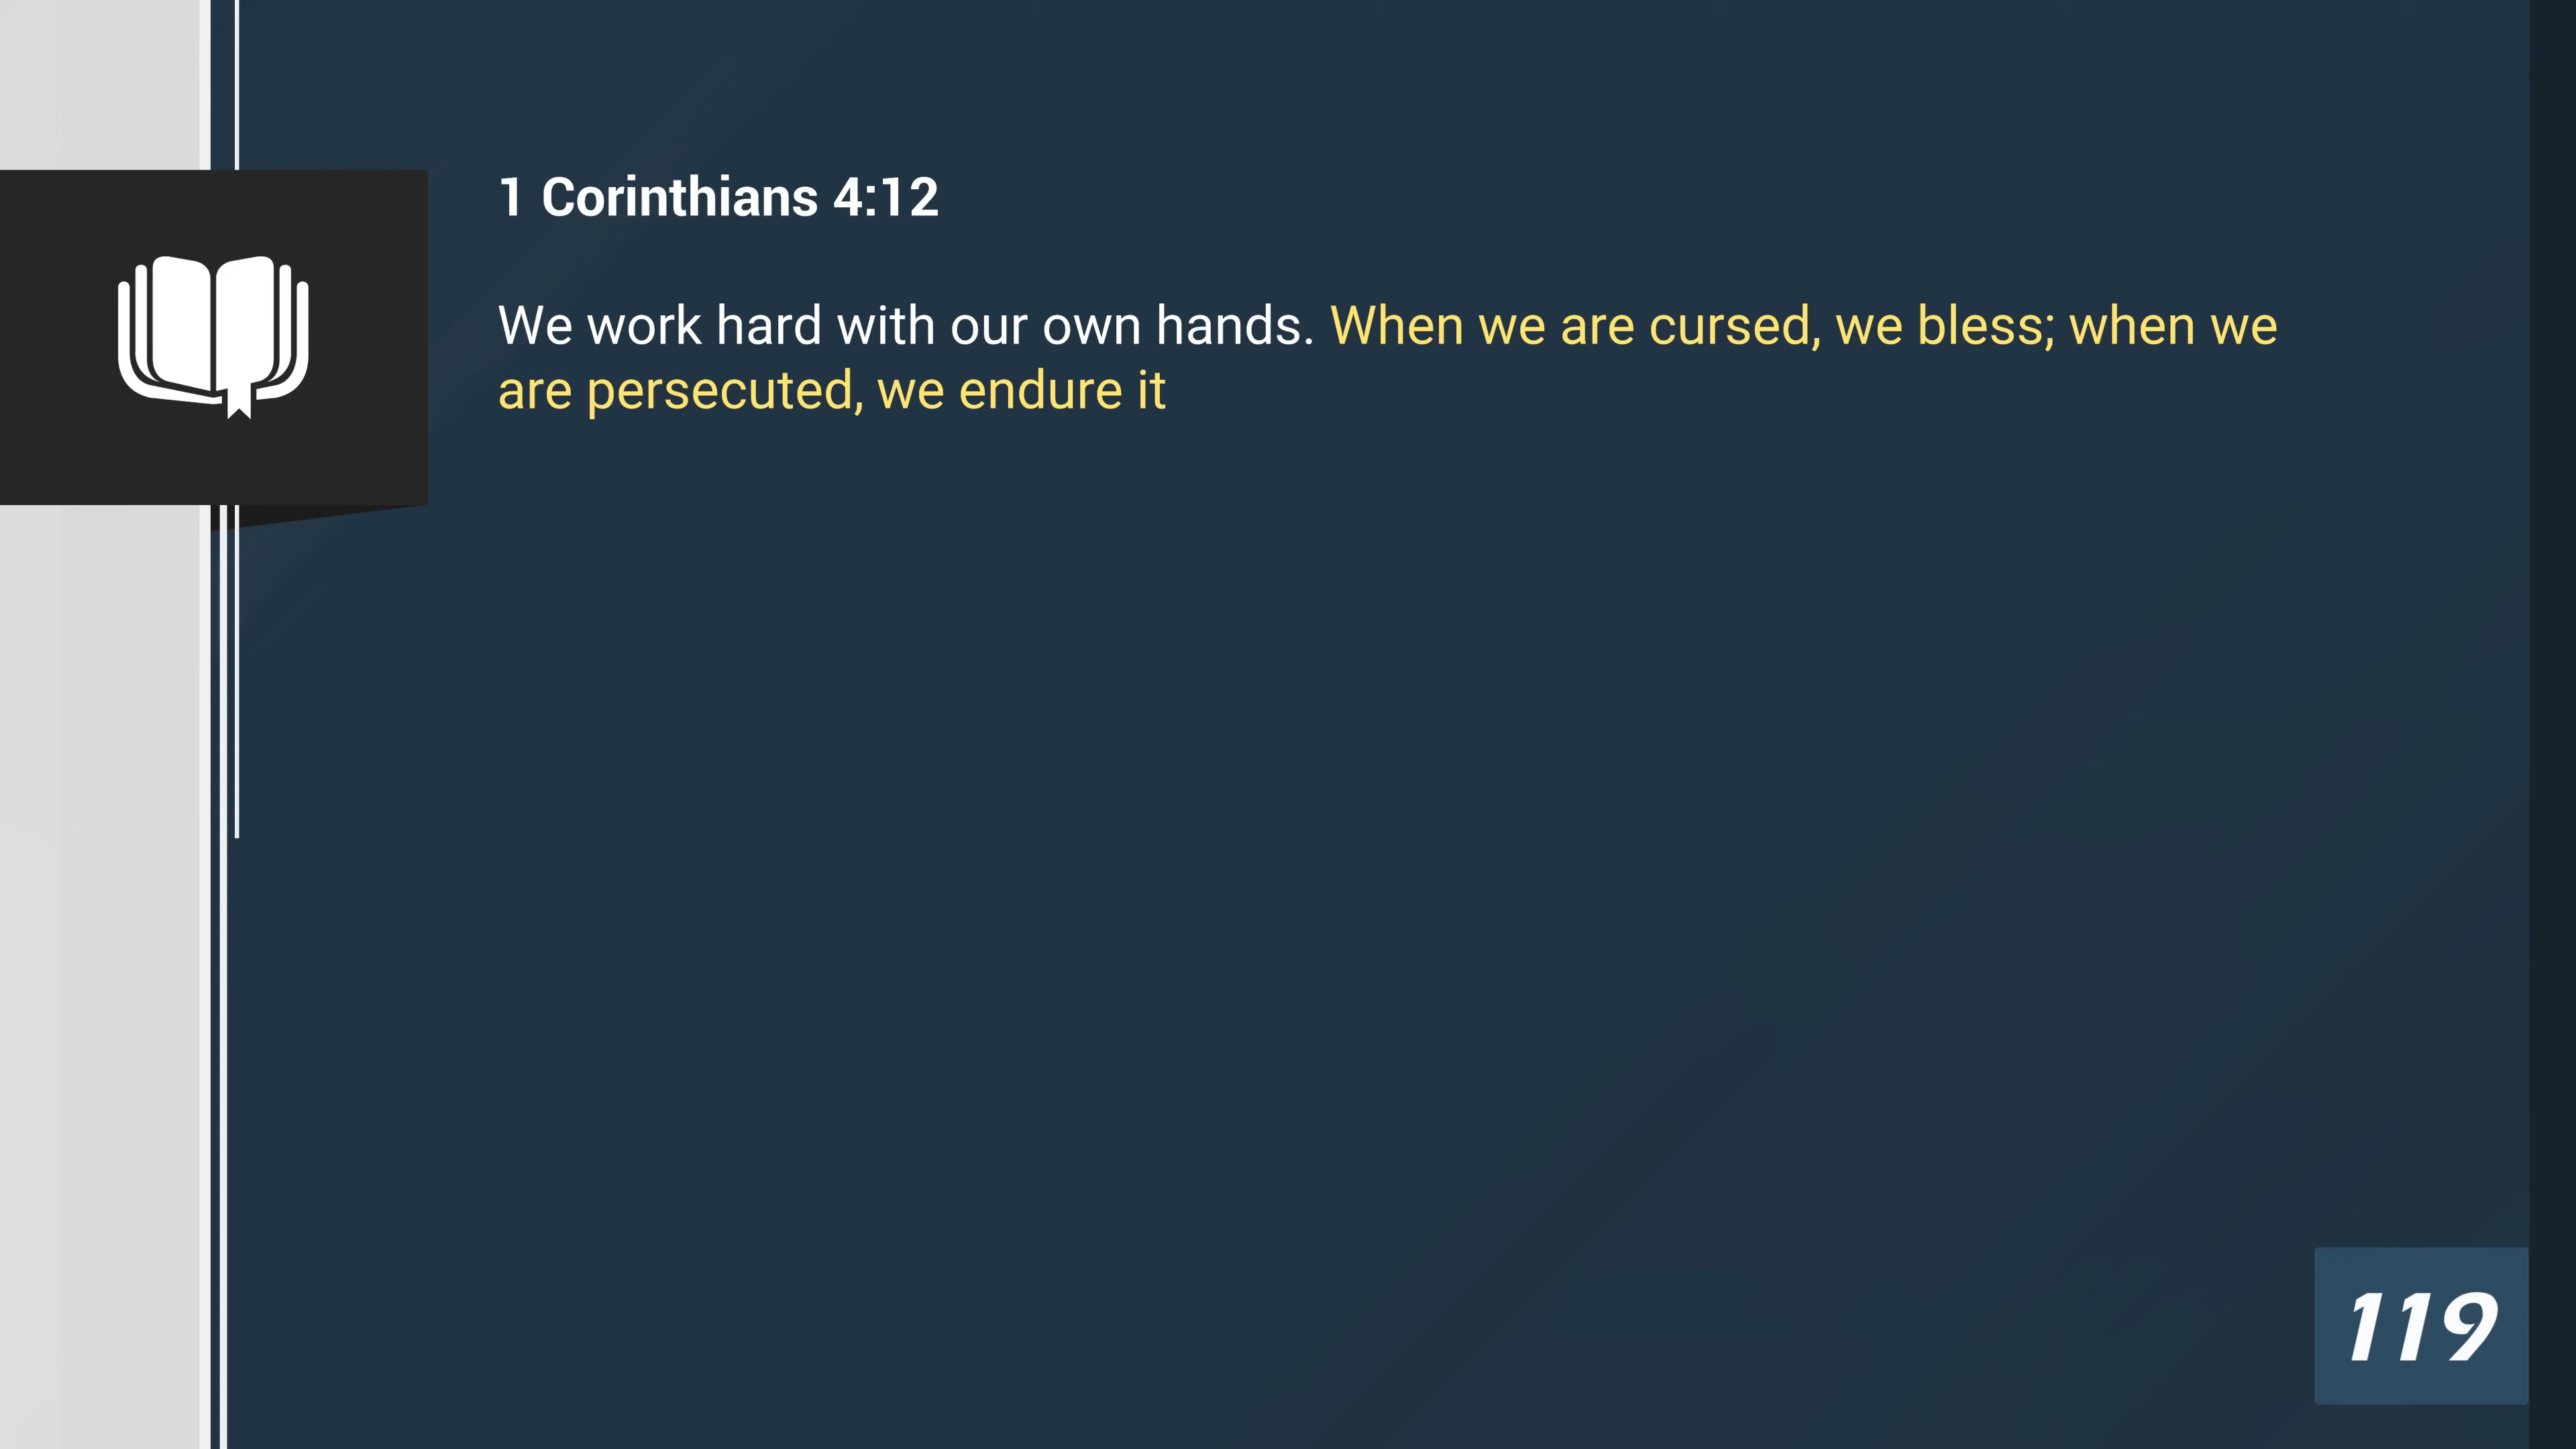 1 Corinthians 4:12
We work hard with our own hands. When we are cursed, we bless; when we
are persecuted, we endure it
119